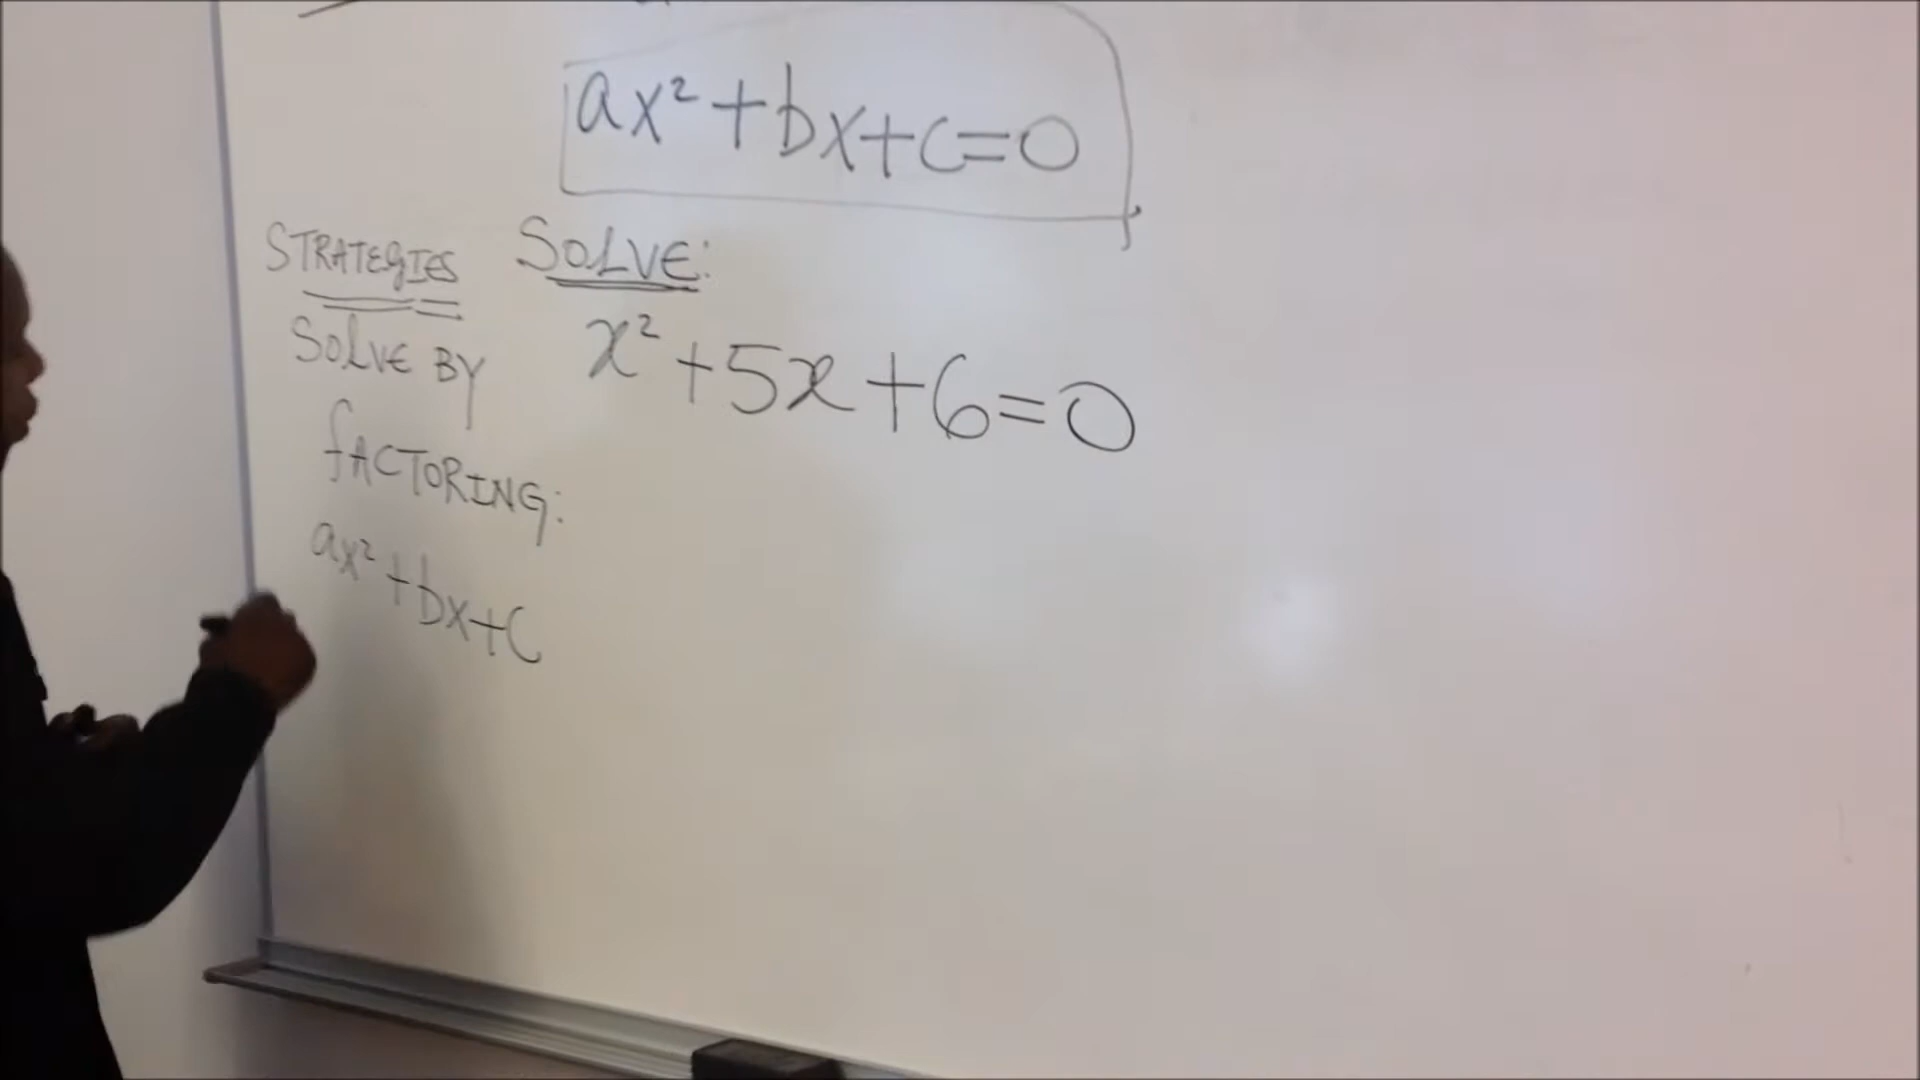 ax²+bx+c=0
STRATEGIES
SOLVE BY
fACTORING:
ax²+bx+c
SOLVE:
x²+5x+6=0